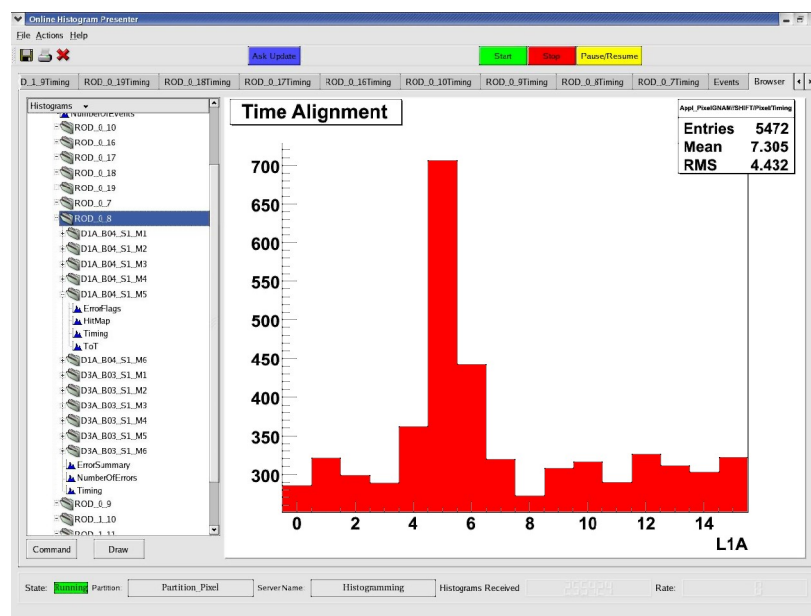 Online Histogram Presenter
File Actions Help
Ask Update Start Stop Pause/Resume
D_1_9Timing ROD_0_19Timing ROD_0_18Timing ROD_0_17Timing ROD_0_16Timing ROD_0_10Timing ROD_0_9Timing ROD_0_8Timing ROD_0_7Timing Events Browser
Histograms
NumberOfEvents
ROD_0_10
ROD_0_16
ROD_0_17
ROD_0_18
ROD_0_19
ROD_0_7
ROD_0_8
D1A_B04_S1_M1
D1A_B04_S1_M2
D1A_B04_S1_M3
D1A_B04_S1_M4
D1A_B04_S1_M5
ErrorFlags
HitMap
Timing
ToT
D1A_B04_S1_M6
D3A_B03_S1_M1
D3A_B03_S1_M2
D3A_B03_S1_M3
D3A_B03_S1_M4
D3A_B03_S1_M5
D3A_B03_S1_M6
ErrorSummary
NumberOfErrors
Timing
ROD_0_9
ROD_1_10
ROD_1_11
Command Draw
Time Alignment
Appl_PixelGNAM//SHIFT/Pixel/Timing
Entries 5472
Mean 7.305
RMS 4.432
700
650
600
550
500
450
400
350
300
0 2 4 6 8 10 12 14
L1A
State: Running Partition: Partition_Pixel Server Name: Histogramming Histograms Received Rate: